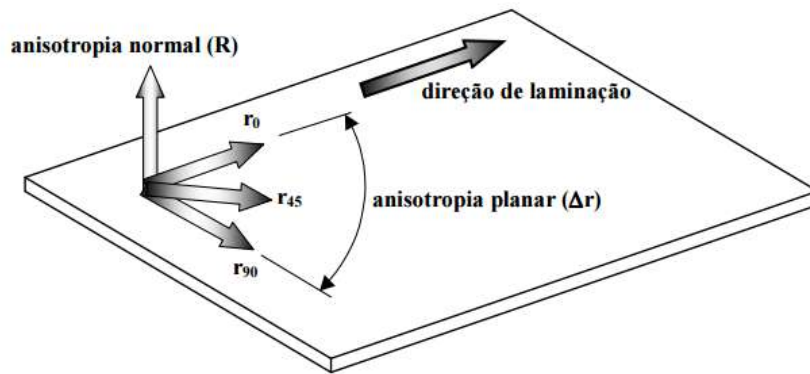 anisotropia normal (R)
direção de laminação
r₀
r₄₅
anisotropia planar (Δr)
r₉₀